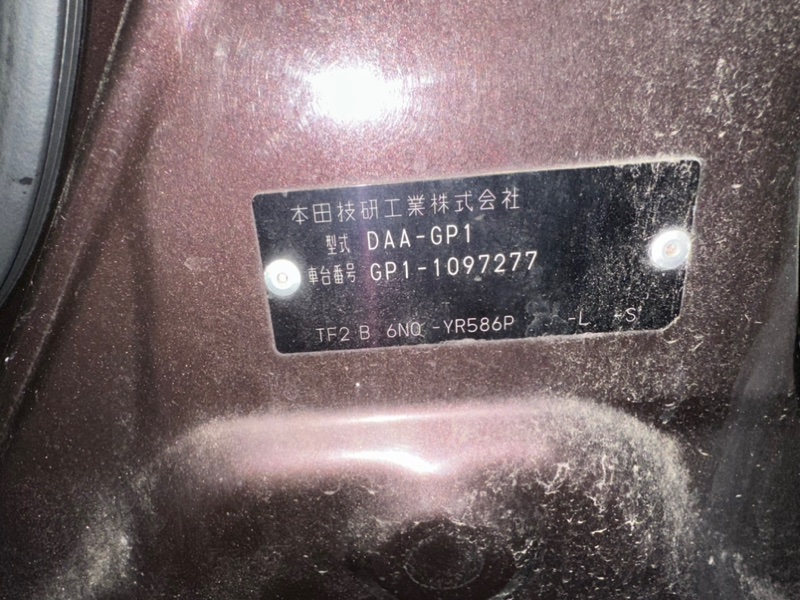 本田技研工業株式会社
型式 DAA-GP1
車台番号 GP1-1097277
TF2 B 6NO -YR586P -L -S